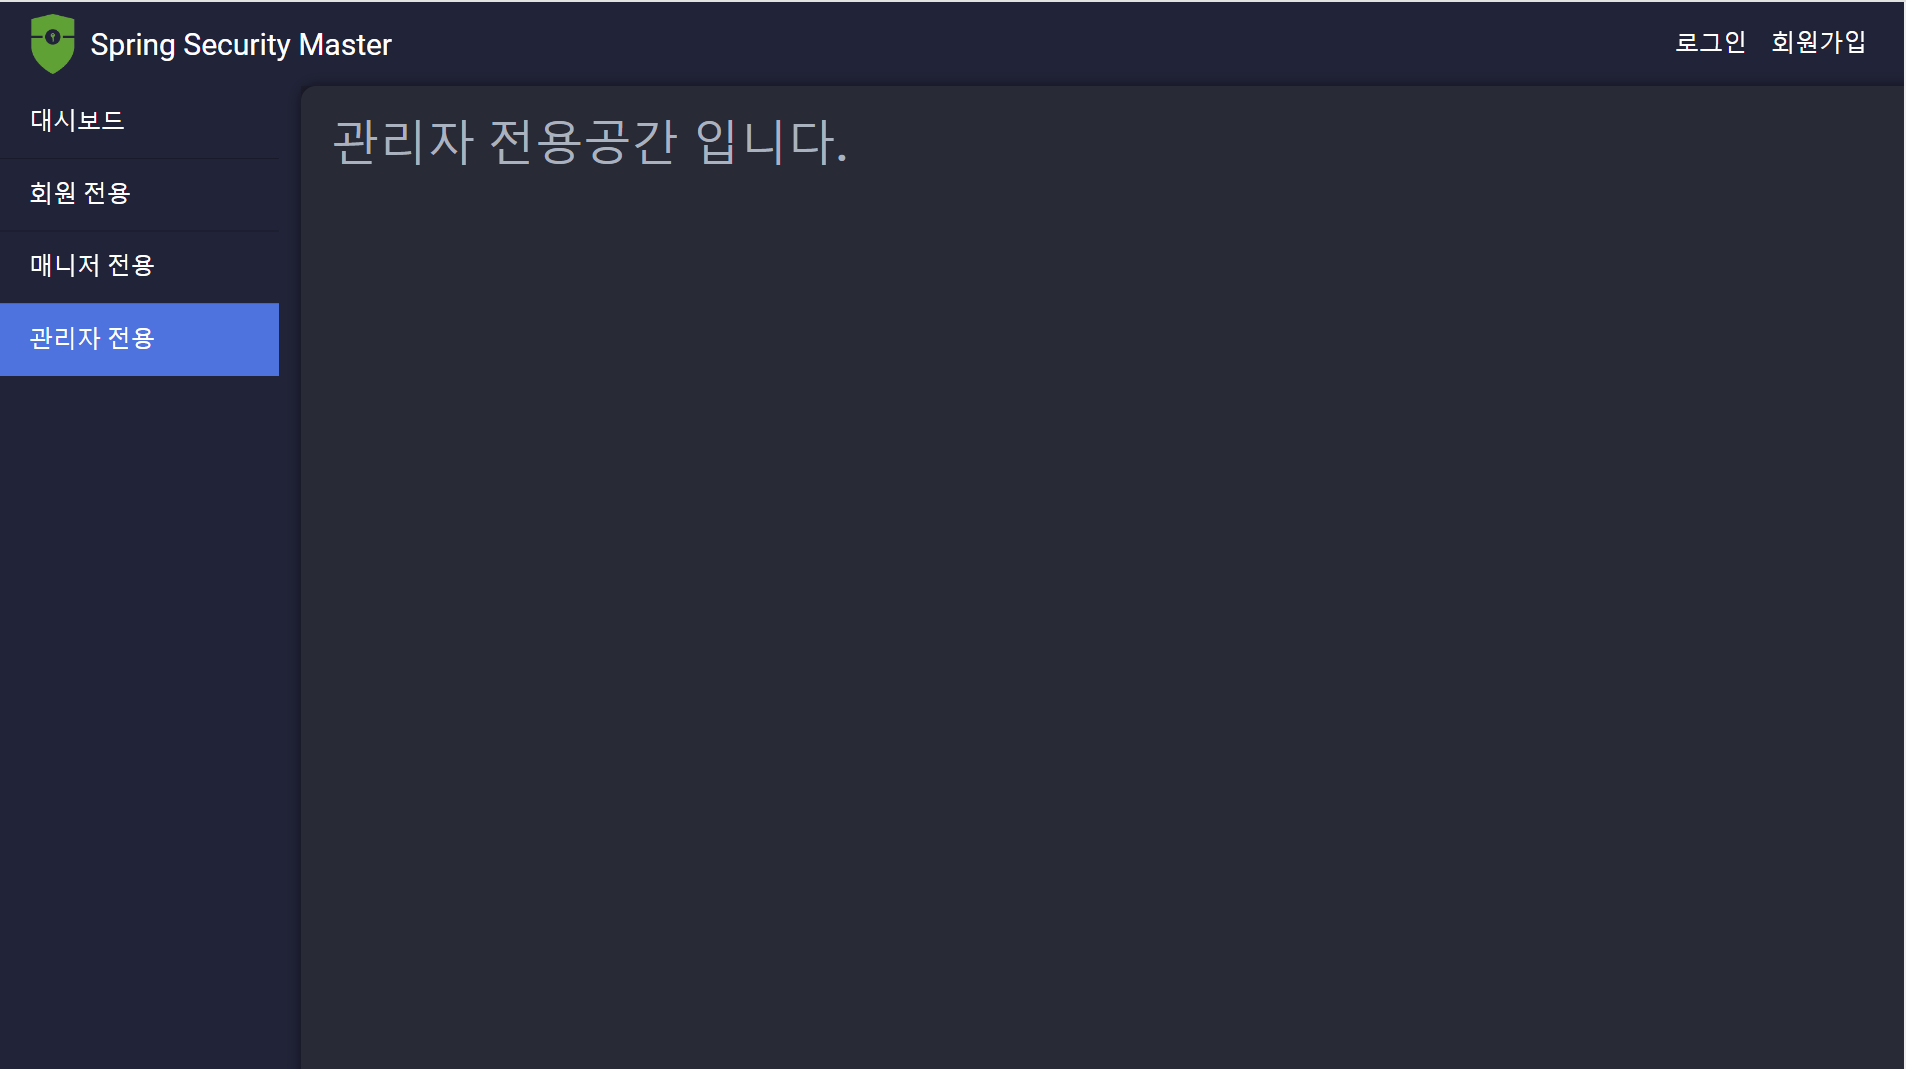 Spring Security Master
로그인 회원가입
대시보드
회원 전용
매니저 전용
관리자 전용
관리자 전용공간 입니다.